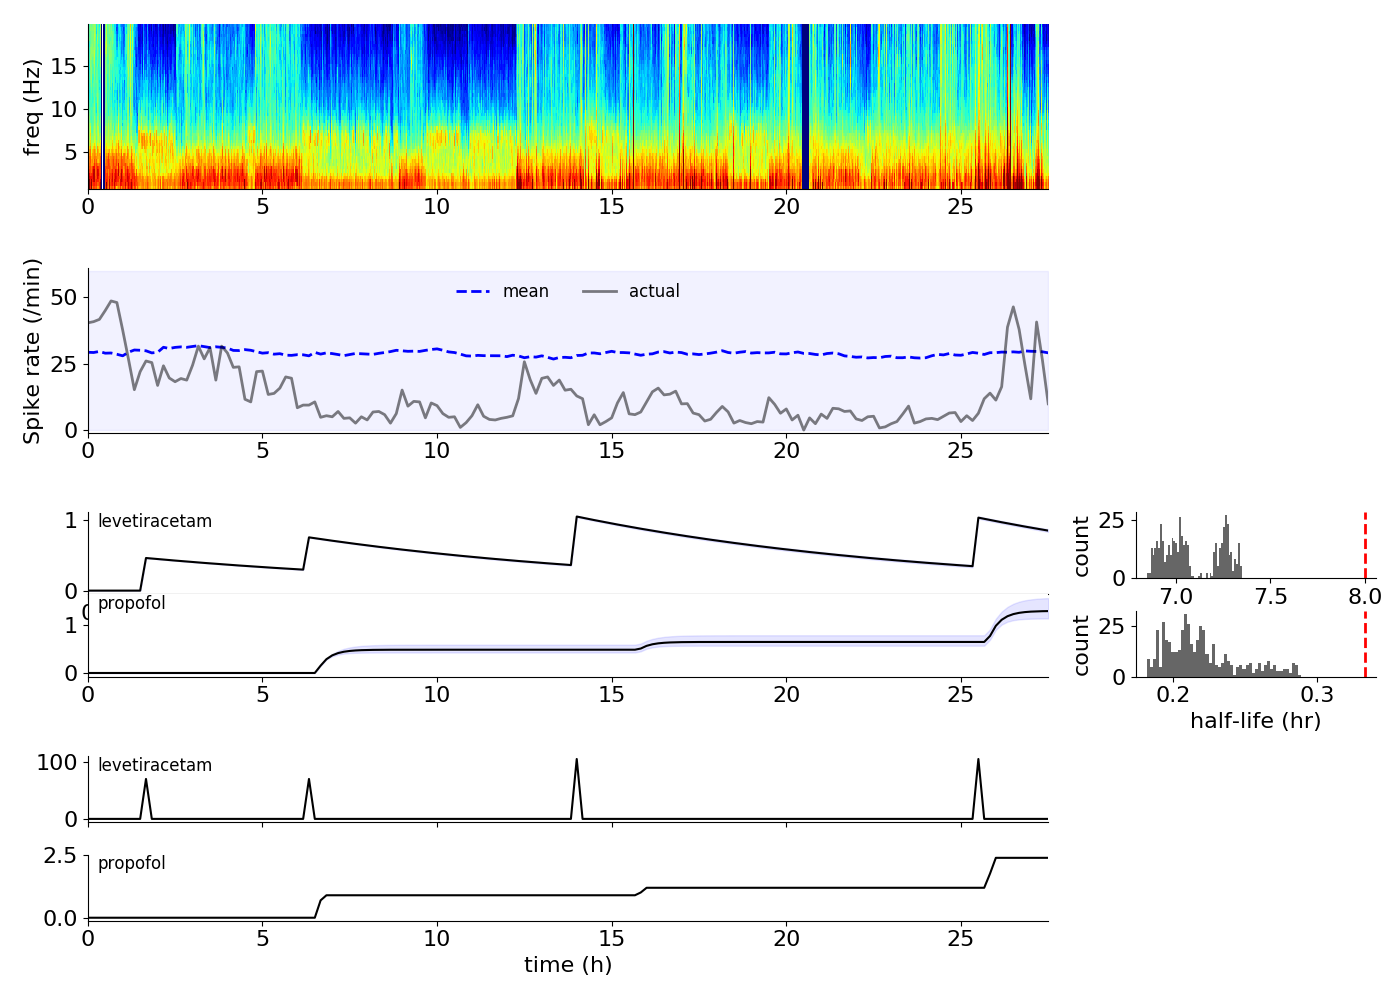 freq (Hz)
15
10
5
0 5 10 15 20 25
Spike rate (/min)
50
25
0
mean actual
0 5 10 15 20 25
levetiracetam
1
0
0
count
25
0
7.0 7.5 8.0
propofol
1
0
0 5 10 15 20 25
count
25
0
0.2 0.3
half-life (hr)
levetiracetam
100
0
propofol
2.5
0.0
0 5 10 15 20 25
time (h)